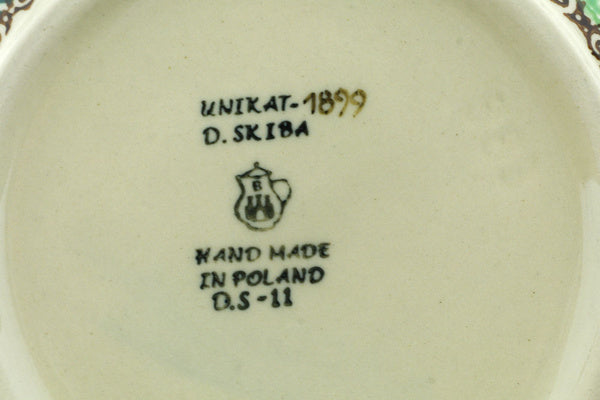 UNIKAT-1899
D. SKIBA
B
HAND MADE
IN POLAND
D.S-11